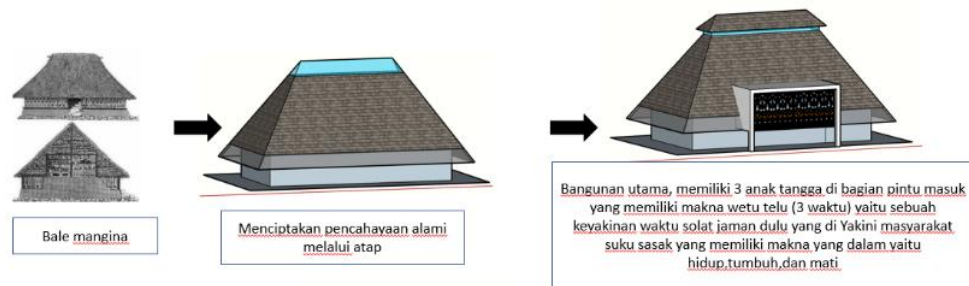 Bale mangina
Menciptakan pencahayaan alami
melalui atap
Bangunan utama, memiliki 3 anak tangga di bagian pintu masuk
yang memiliki makna wetu telu (3 waktu) yaitu sebuah
keyakinan waktu solat jaman dulu yang di Yakini masyarakat
suku sasak yang memiliki makna yang dalam yaitu
hidup,tumbuh,dan mati